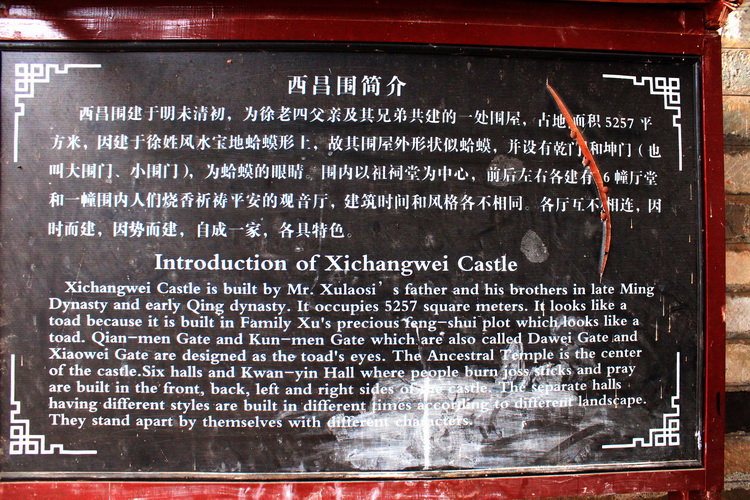 西昌围简介
西昌围建于明未清初，为徐老四父亲及其兄弟共建的一处围屋，占地面积 5257 平
方米，因建于徐姓风水宝地蛤蟆形上，故其围屋外形状似蛤蟆，并设有乾门和坤门（也
叫大围门、小围门），为蛤蟆的眼睛。围内以祖祠堂为中心，前后左右各建有 6 幢厅堂
和一幢围内人们烧香祈祷平安的观音厅，建筑时间和风格各不相同。各厅互不相连，因
时而建，因势而建，自成一家，各具特色。
Introduction of Xichangwei Castle
Xichangwei Castle is built by Mr. Xulaosi’s father and his brothers in late Ming
Dynasty and early Qing dynasty. It occupies 5257 square meters. It looks like a
toad because it is built in Family Xu's precious feng-shui plot which looks like a
toad. Qian-men Gate and Kun-men Gate which are also called Dawei Gate and
Xiaowei Gate are designed as the toad's eyes. The Ancestral Temple is the center
of the castle.Six halls and Kwan-yin Hall where people burn joss sticks and pray
are built in the front, back, left and right sides of the castle. The separate halls
having different styles are built in different times according to different landscape.
They stand apart by themselves with different characters.